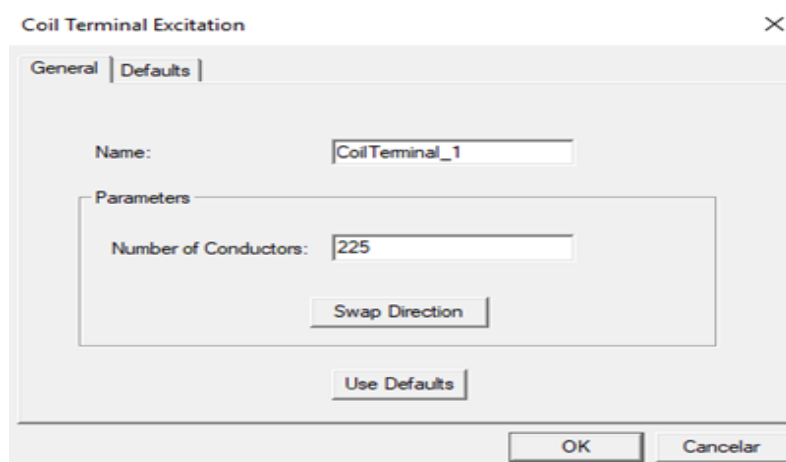 Coil Terminal Excitation
General Defaults
Name: CoilTerminal_1
Parameters
Number of Conductors: 225
Swap Direction
Use Defaults
OK Cancelar